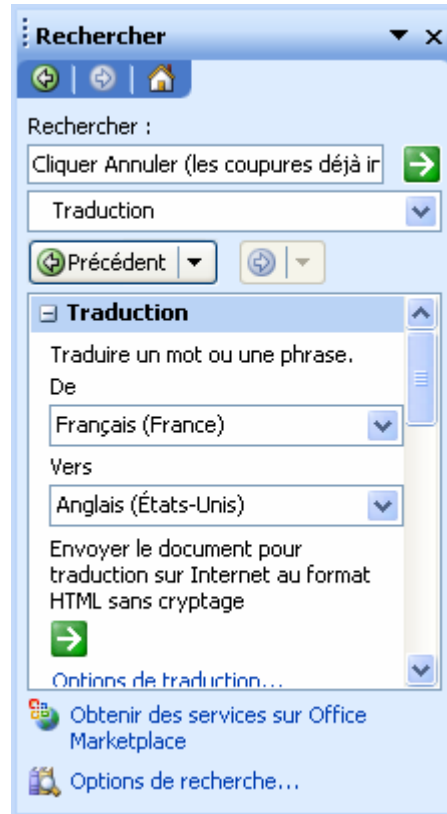 Rechercher
Rechercher :
Cliquer Annuler (les coupures déjà ir
Traduction
Précédent
Traduction
Traduire un mot ou une phrase.
De
Français (France)
Vers
Anglais (États-Unis)
Envoyer le document pour
traduction sur Internet au format
HTML sans cryptage
Options de traduction...
Obtenir des services sur Office
Marketplace
Options de recherche...